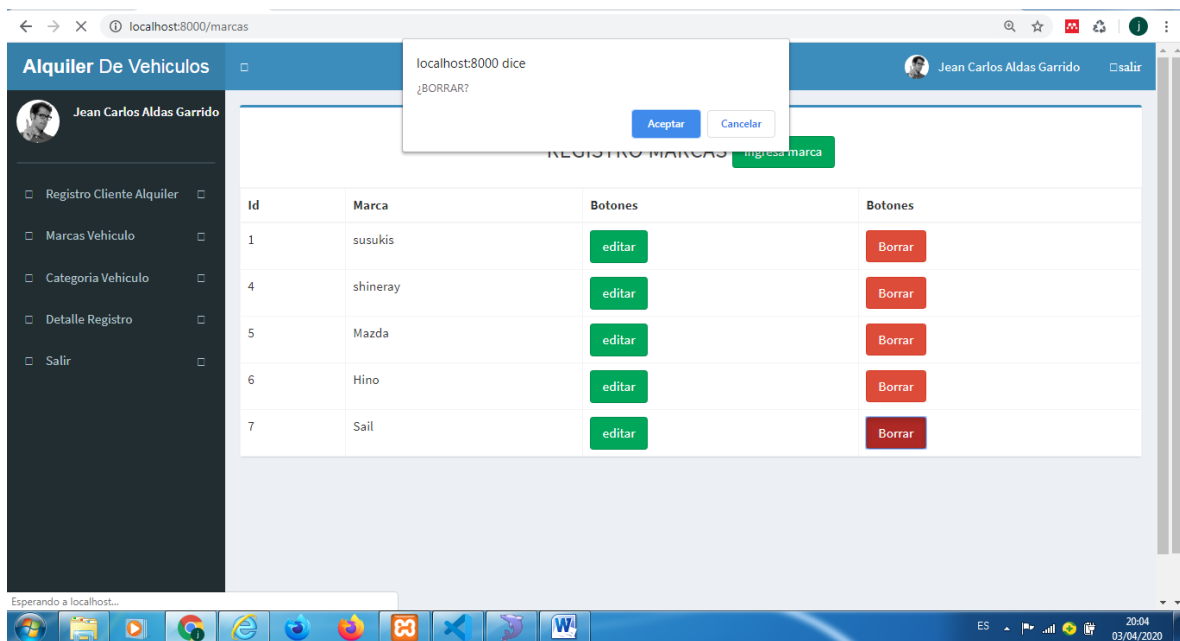 localhost:8000/marcas
j
Alquiler De Vehiculos
Jean Carlos Aldas Garrido
salir
localhost:8000 dice
¿BORRAR?
Aceptar Cancelar
Jean Carlos Aldas Garrido
REGISTRO MARCAS Ingresa marca
Registro Cliente Alquiler
Marcas Vehiculo
Categoria Vehiculo
Detalle Registro
Salir
Id Marca Botones Botones
1 susukis editar Borrar
4 shineray editar Borrar
5 Mazda editar Borrar
6 Hino editar Borrar
7 Sail editar Borrar
Esperando a localhost...
ES
20:04
03/04/2020